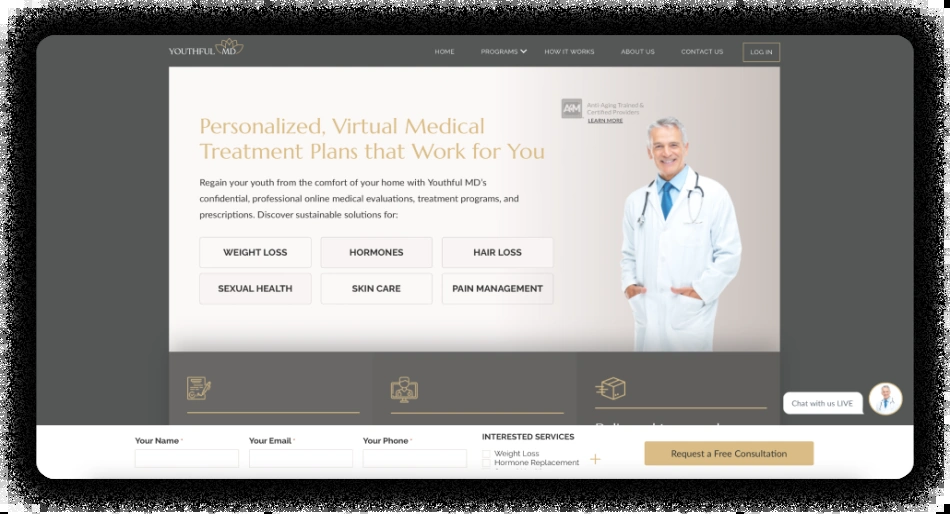 YOUTHFUL MD
HOME
PROGRAMS
HOW IT WORKS
ABOUT US
CONTACT US
LOG IN
A4M
Anti-Aging Trained &
Certified Providers
LEARN MORE
Personalized, Virtual Medical
Treatment Plans that Work for You
Regain your youth from the comfort of your home with Youthful MD's
confidential, professional online medical evaluations, treatment programs, and
prescriptions. Discover sustainable solutions for:
WEIGHT LOSS
HORMONES
HAIR LOSS
SEXUAL HEALTH
SKIN CARE
PAIN MANAGEMENT
Chat with us LIVE
Your Name *
Your Email *
Your Phone *
INTERESTED SERVICES
Weight Loss
Hormone Replacement
+
Request a Free Consultation